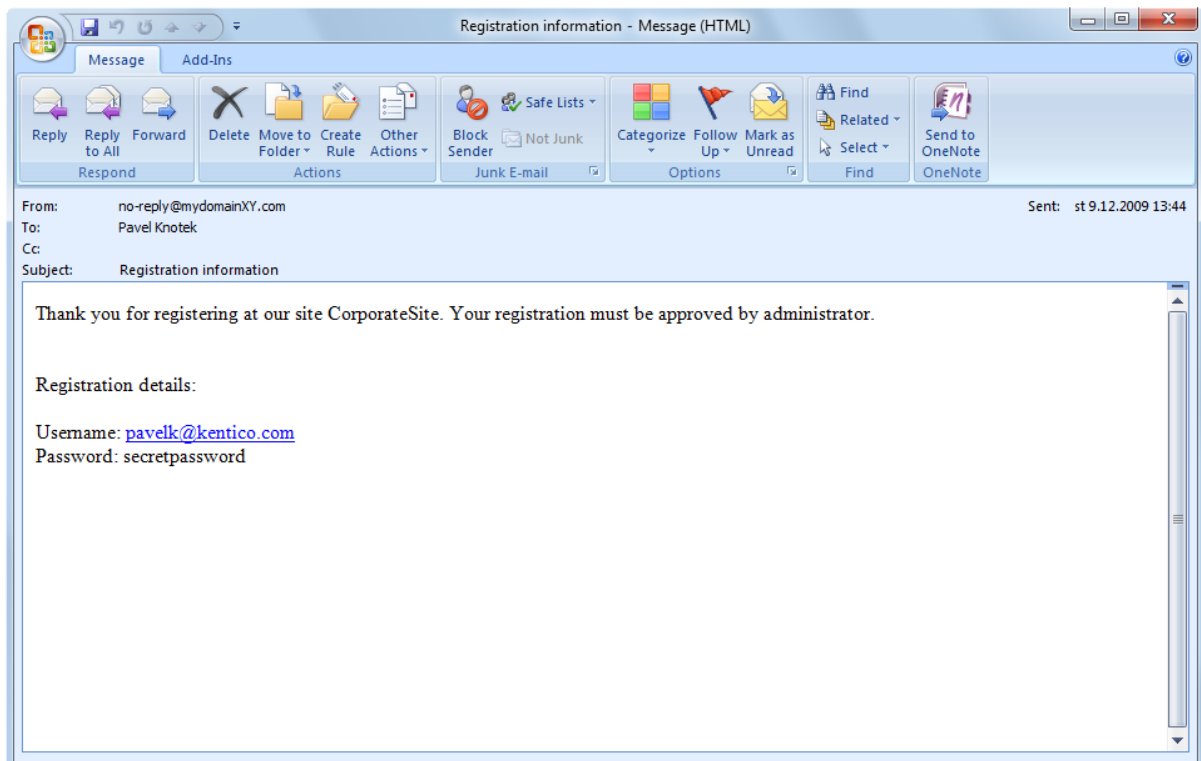 Registration information - Message (HTML)
Message Add-Ins
Reply Reply to All Forward Delete Move to Folder Create Rule Other Actions Block Sender Safe Lists Not Junk Categorize Follow Up Mark as Unread Find Related Select Send to OneNote
Respond Actions Junk E-mail Options Find OneNote
From: no-reply@mydomainXY.com Sent: st 9.12.2009 13:44
To: Pavel Knotek
Cc:
Subject: Registration information
Thank you for registering at our site CorporateSite. Your registration must be approved by administrator.
Registration details:
Username: pavelk@kentico.com
Password: secretpassword